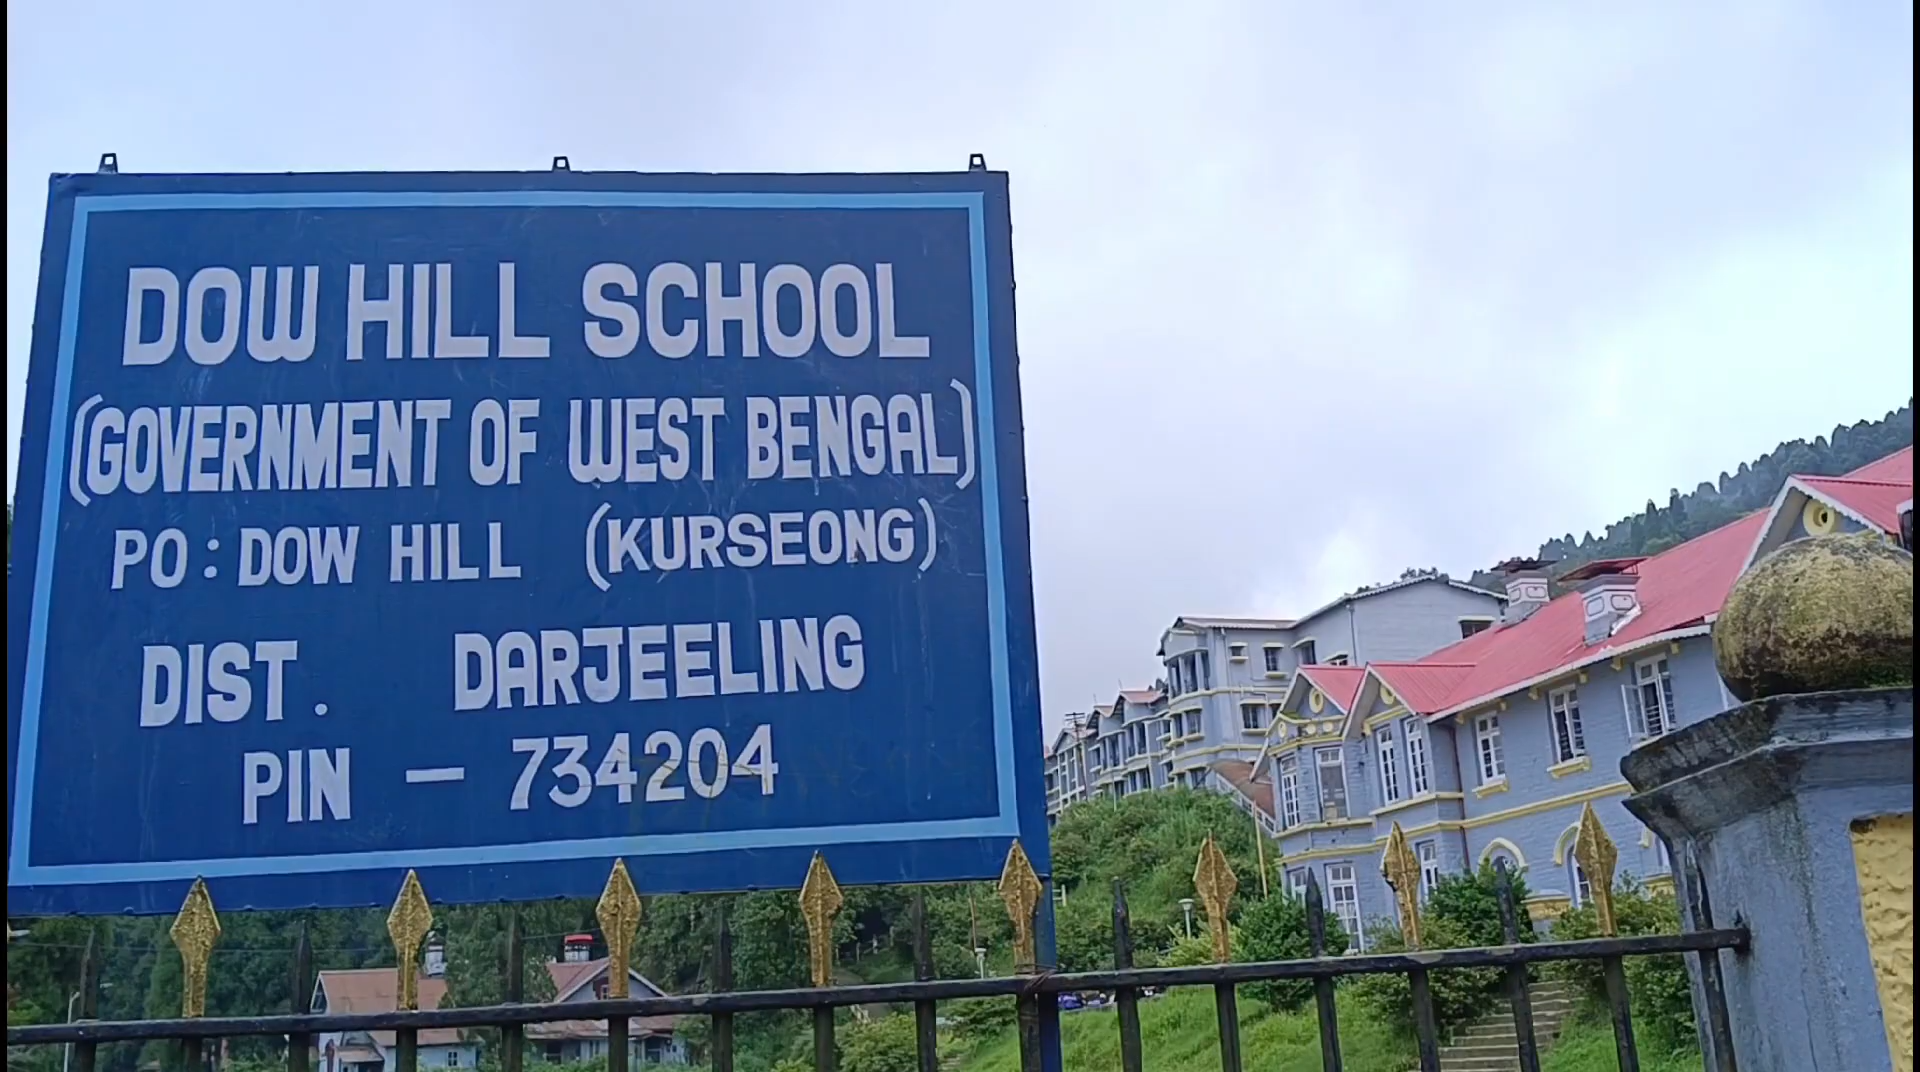 DOW HILL SCHOOL
(GOVERNMENT OF WEST BENGAL)
PO : DOW HILL (KURSEONG)
DIST. DARJEELING
PIN - 734204